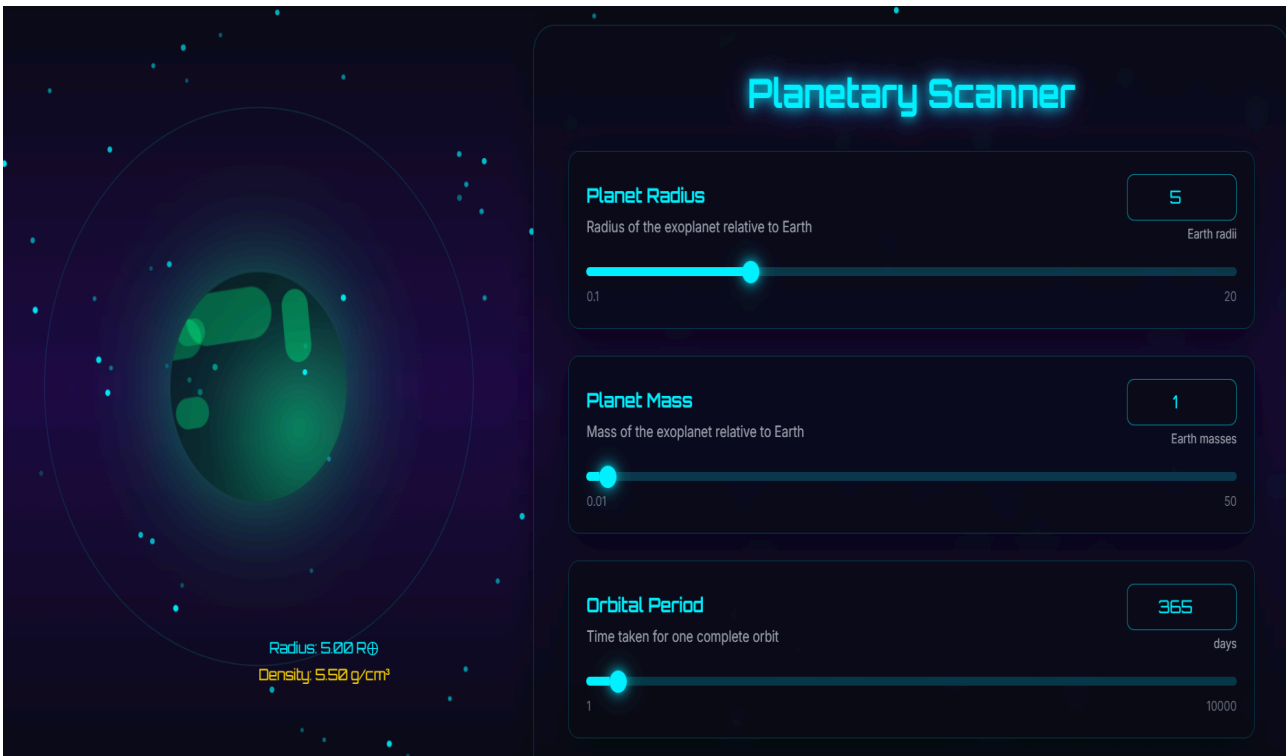 Planetary Scanner
Planet Radius
5
Radius of the exoplanet relative to Earth
Earth radii
0.1
20
Planet Mass
1
Mass of the exoplanet relative to Earth
Earth masses
0.01
50
Orbital Period
365
Time taken for one complete orbit
days
1
10000
Radius: 5.00 R⊕
Density: 5.50 g/cm³